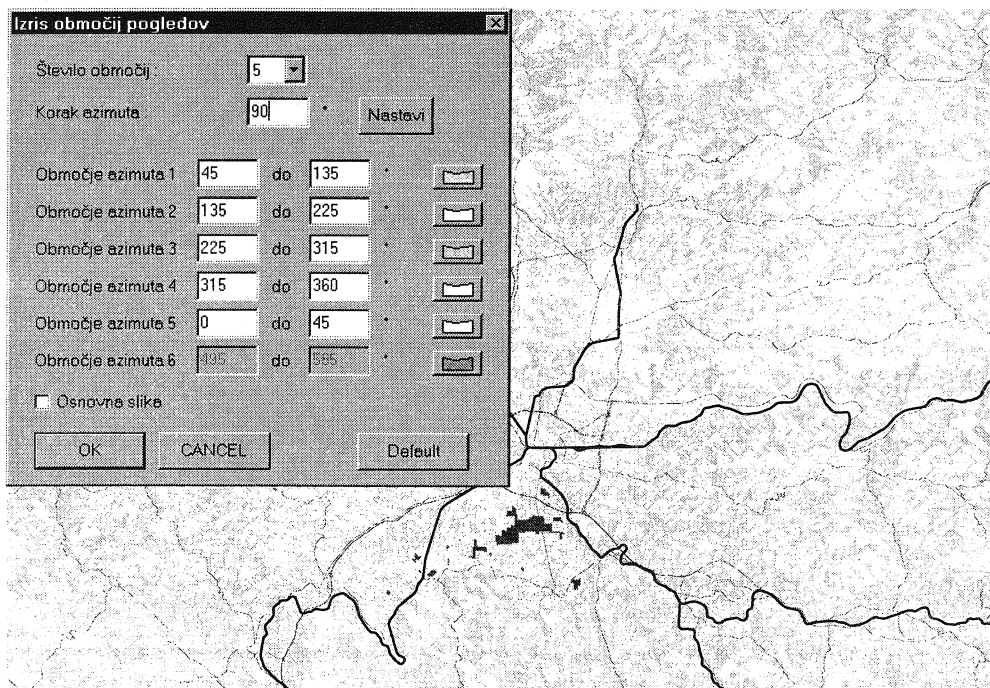 Izris območij pogledov
Število območij : 5
Korak azimuta : 90 ° Nastavi
Območje azimuta 1 45 do 135 °
Območje azimuta 2 135 do 225 °
Območje azimuta 3 225 do 315 °
Območje azimuta 4 315 do 360 °
Območje azimuta 5 0 do 45 °
Območje azimuta 6 495 do 585 °
Osnovna slika
OK CANCEL Default